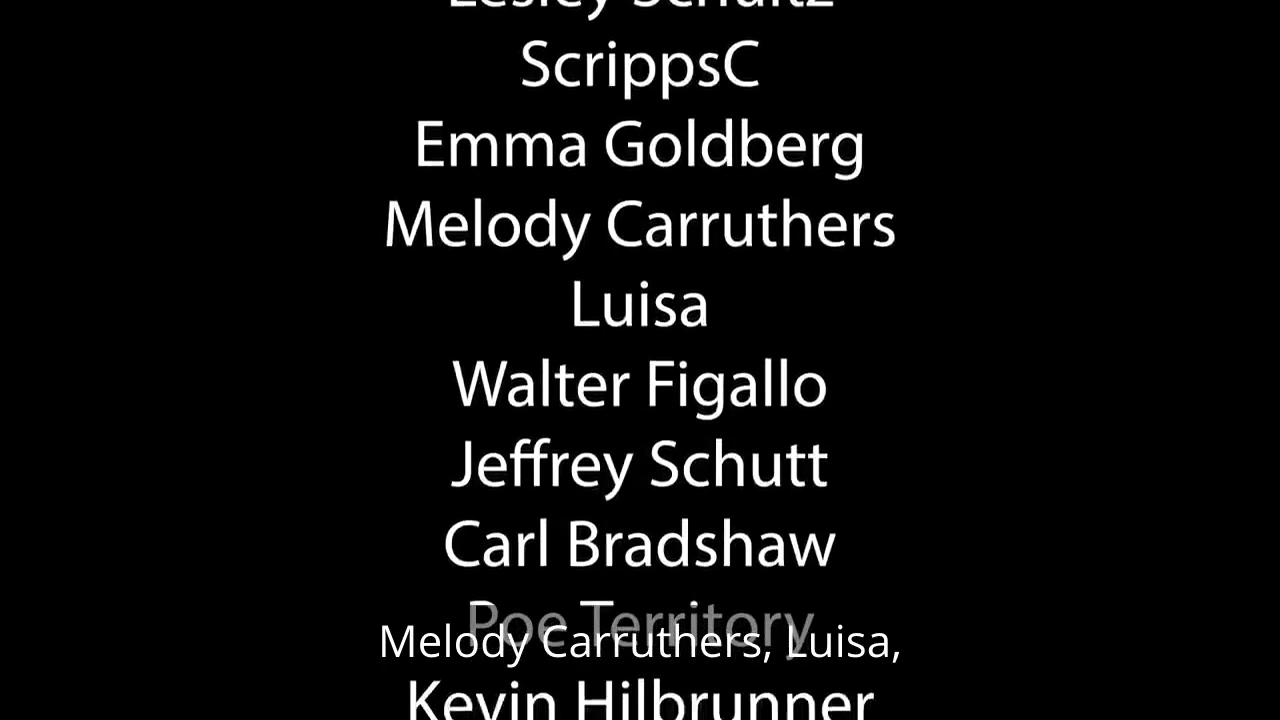 Lesley Schultz
ScrippsC
Emma Goldberg
Melody Carruthers
Luisa
Walter Figallo
Jeffrey Schutt
Carl Bradshaw
Poe Territory
Melody Carruthers, Luisa,
Kevin Hilbrunner